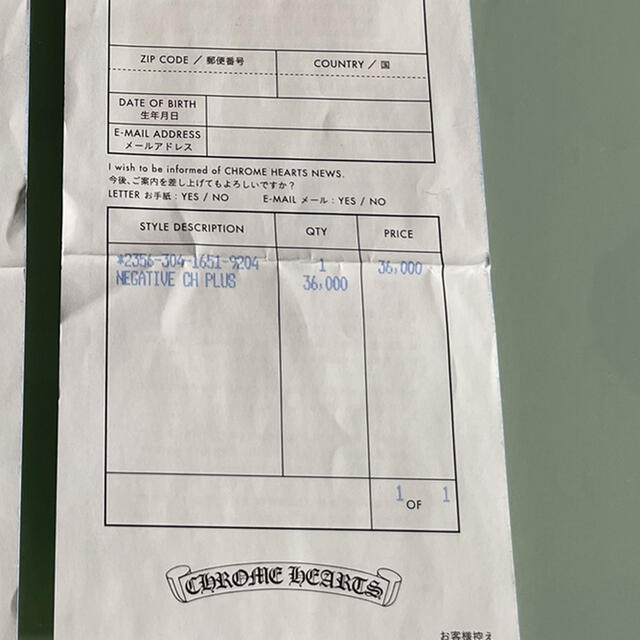 ZIP CODE / 郵便番号 COUNTRY / 国
DATE OF BIRTH
生年月日
E-MAIL ADDRESS
メールアドレス
I wish to be informed of CHROME HEARTS NEWS.
今後、ご案内を差し上げてもよろしいですか？
LETTER お手紙 : YES / NO E-MAIL メール : YES / NO
STYLE DESCRIPTION QTY PRICE
*2356-304-1651-9204 1 36,000
NEGATIVE CH PLUS 36,000
1 OF 1
CHROME HEARTS
お客様控え